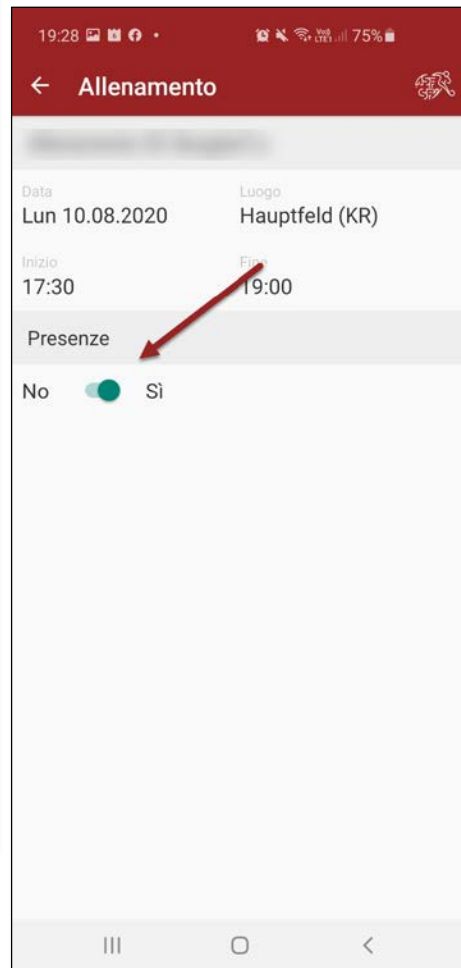 19:28 75%
Allenamento
Data Luogo
Lun 10.08.2020 Hauptfeld (KR)
Inizio Fine
17:30 19:00
Presenze
No Sì